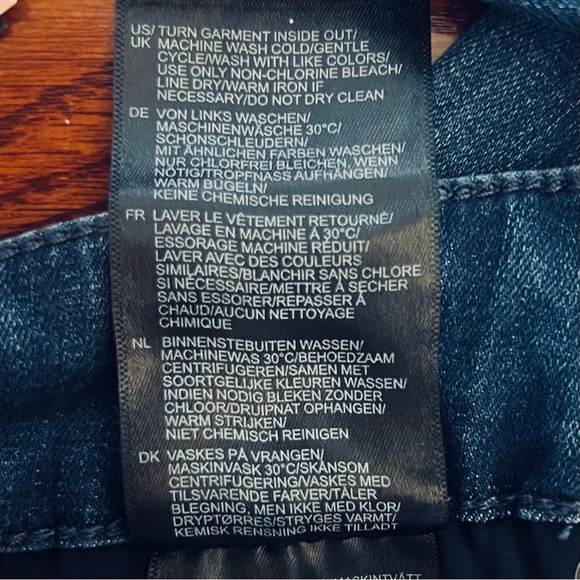 US/ TURN GARMENT INSIDE OUT/
UK MACHINE WASH COLD/GENTLE
CYCLE/WASH WITH LIKE COLORS/
USE ONLY NON-CHLORINE BLEACH/
LINE DRY/WARM IRON IF
NECESSARY/DO NOT DRY CLEAN
DE VON LINKS WASCHEN/
MASCHINENWÄSCHE 30°C/
SCHONSCHLEUDERN/
MIT ÄHNLICHEN FARBEN WASCHEN/
NUR CHLORFREI BLEICHEN, WENN
NÖTIG/TROPFNASS AUFHÄNGEN/
WARM BÜGELN/
KEINE CHEMISCHE REINIGUNG
FR LAVER LE VÊTEMENT RETOURNÉ/
LAVAGE EN MACHINE À 30°C/
ESSORAGE MACHINE RÉDUIT/
LAVER AVEC DES COULEURS
SIMILAIRES/BLANCHIR SANS CHLORE
SI NÉCESSAIRE/METTRE À SECHER
SANS ESSORER/REPASSER À
CHAUD/AUCUN NETTOYAGE
CHIMIQUE
NL BINNENSTEBUITEN WASSEN/
MACHINEWAS 30°C/BEHOEDZAAM
CENTRIFUGEREN/SAMEN MET
SOORTGELIJKE KLEUREN WASSEN/
INDIEN NODIG BLEKEN ZONDER
CHLOOR/DRUIPNAT OPHANGEN/
WARM STRIJKEN/
NIET CHEMISCH REINIGEN
DK VASKES PÅ VRANGEN/
MASKINVASK 30°C/SKÅNSOM
CENTRIFUGERING/VASKES MED
TILSVARENDE FARVER/TÅLER
BLEGNING, MEN IKKE MED KLOR/
DRYPTØRRES/STRYGES VARMT/
KEMISK RENSNING IKKE TILLADT